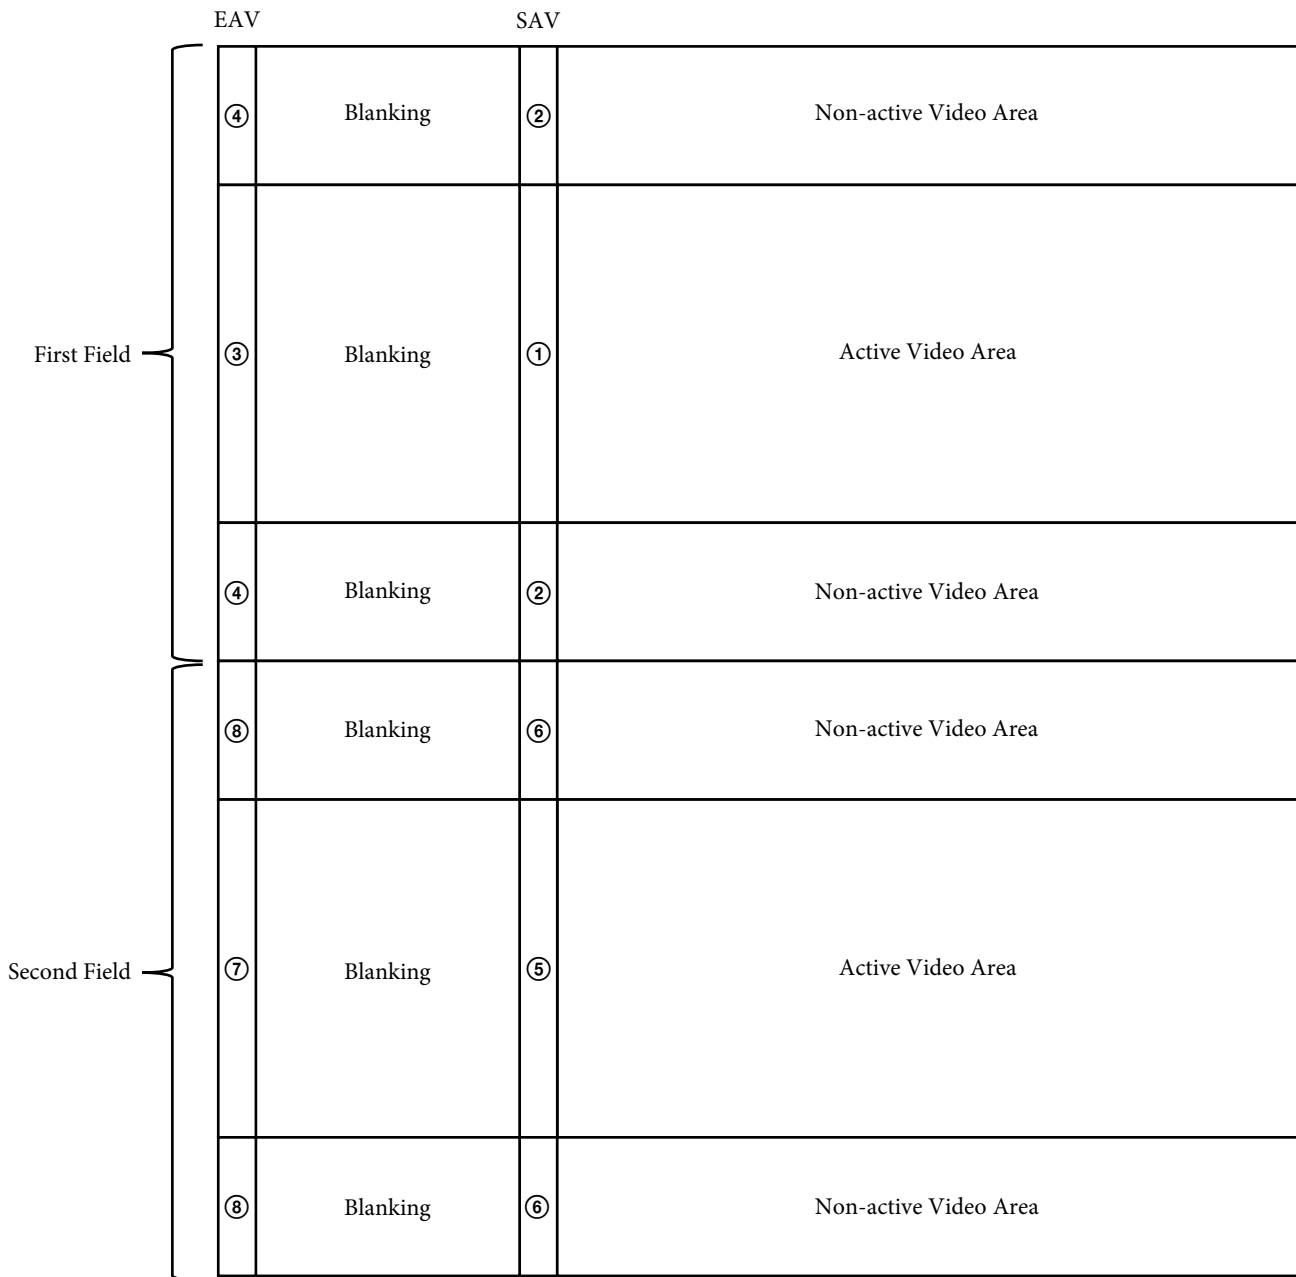 EAV SAV
④ Blanking ② Non-active Video Area
First Field ③ Blanking ① Active Video Area
④ Blanking ② Non-active Video Area
⑧ Blanking ⑥ Non-active Video Area
Second Field ⑦ Blanking ⑤ Active Video Area
⑧ Blanking ⑥ Non-active Video Area